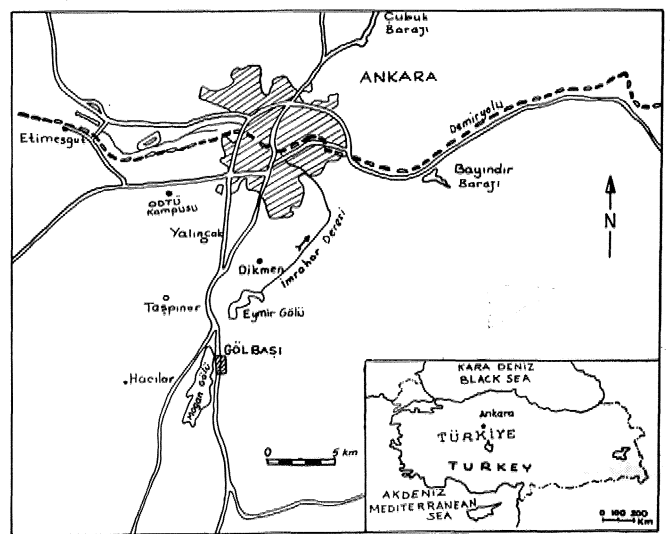 Çubuk
Barajı
ANKARA
Demiryolu
Etimesgut
Bayındır
Barajı
ODTÜ
Kampüsü
Yalıncak
N
Dikmen
İmrahor Deresi
Taşpınar
Eymir Gölü
GÖLBAŞI
Hacılar
Mogan Gölü
0 5 km
KARA DENİZ
BLACK SEA
Ankara
TÜRKİYE
TURKEY
AKDENİZ
MEDITERRANEAN
SEA
0 100 200
Km